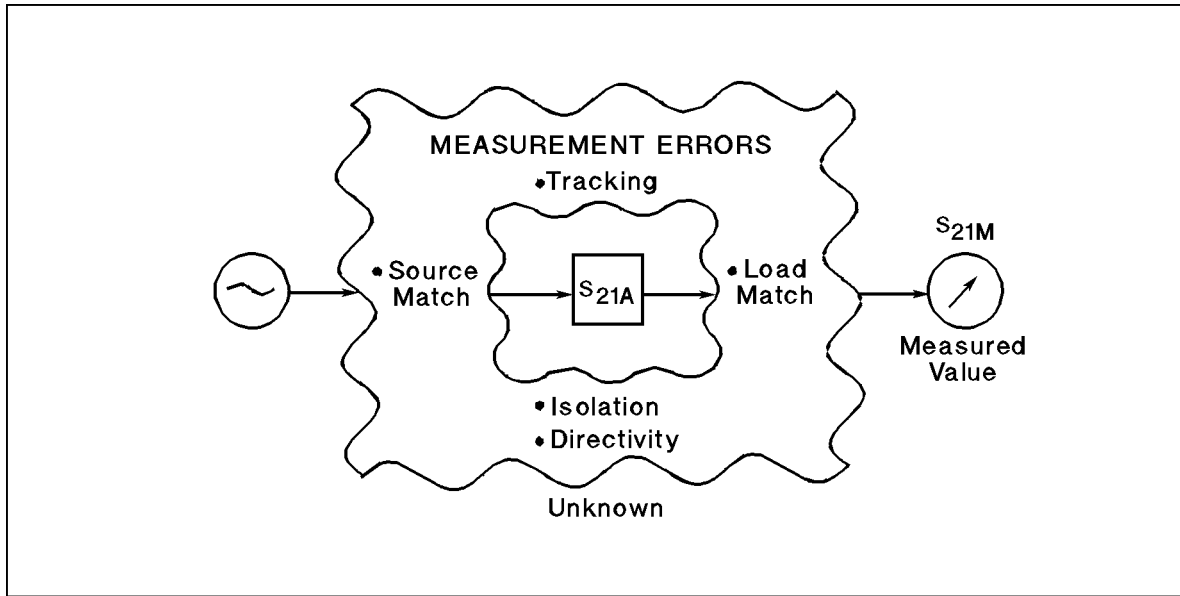 MEASUREMENT ERRORS
•Tracking
S21M
• Source
Match
S21A
• Load
Match
Measured
Value
• Isolation
• Directivity
Unknown